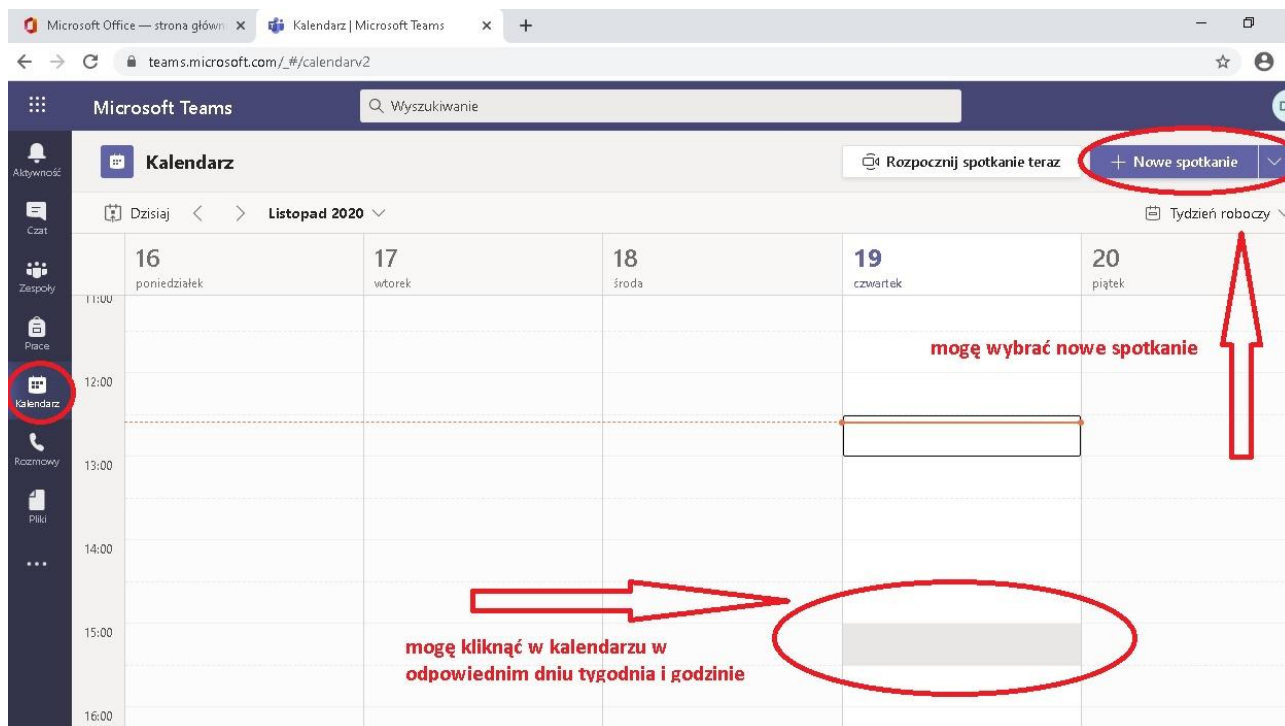 Microsoft Office — strona główn
Kalendarz | Microsoft Teams
teams.microsoft.com/_#/calendarv2
Microsoft Teams
Wyszukiwanie
D
Aktywność
Kalendarz
Rozpocznij spotkanie teraz
+ Nowe spotkanie
Czat
Dzisiaj < > Listopad 2020
Tydzień roboczy
Zespoły
16
17
18
19
20
poniedziałek
wtorek
środa
czwartek
piątek
11:00
Prace
mogę wybrać nowe spotkanie
12:00
Kalendarz
Rozmowy
13:00
Pliki
14:00
15:00
mogę kliknąć w kalendarzu w
odpowiednim dniu tygodnia i godzinie
16:00